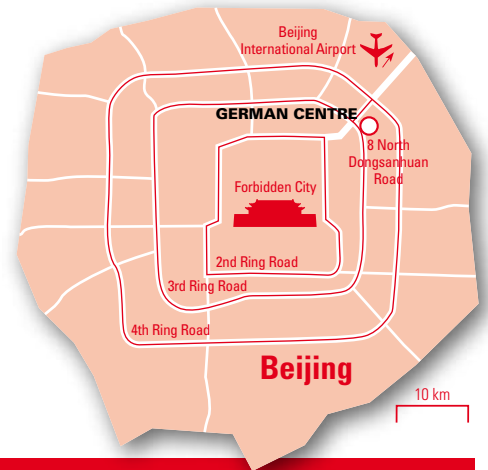 Beijing
International Airport
GERMAN CENTRE
8 North
Dongsanhuan
Road
Forbidden City
2nd Ring Road
3rd Ring Road
4th Ring Road
Beijing
10 km